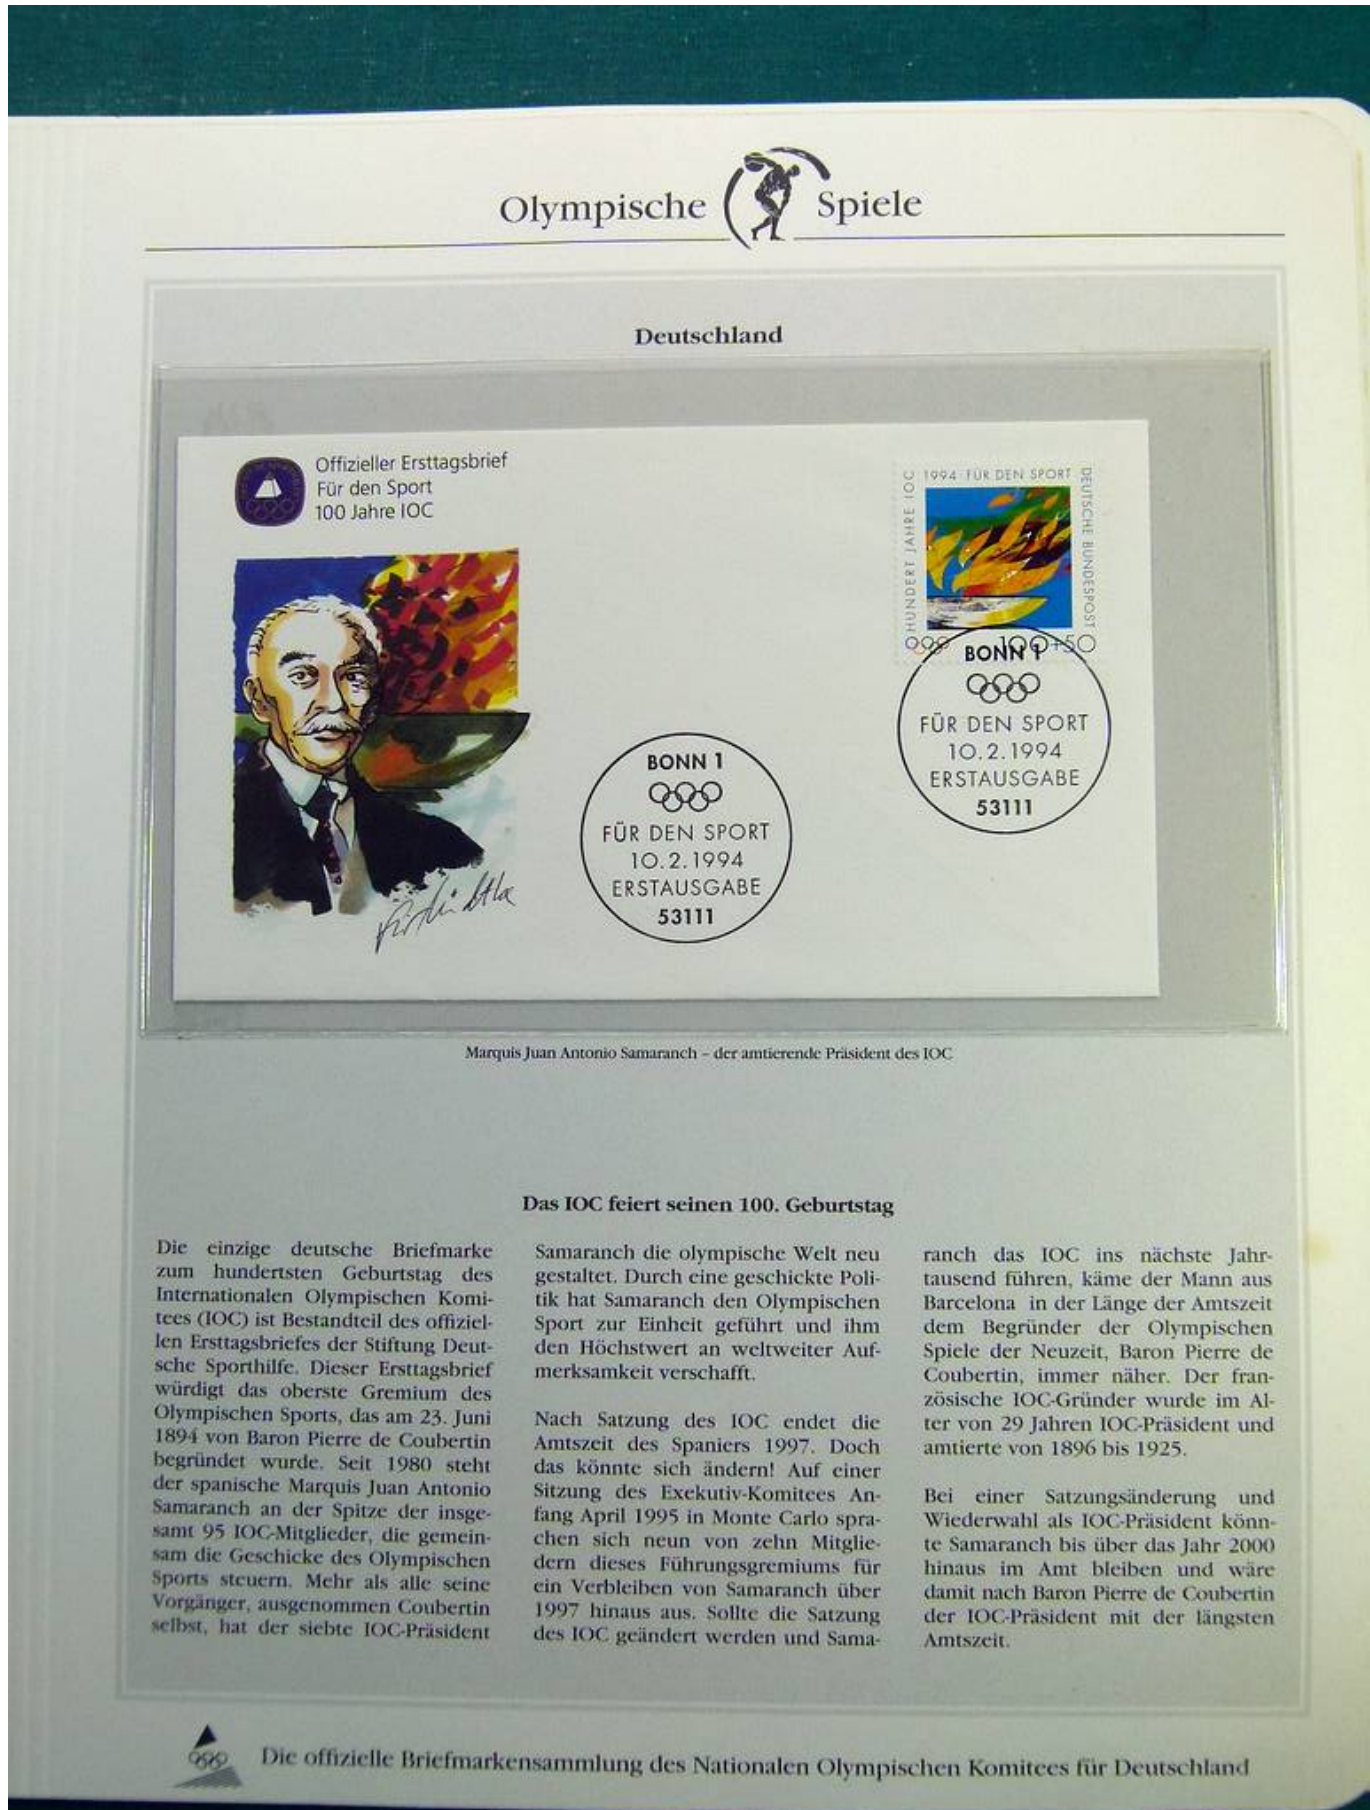 Olympische Spiele
Deutschland
Offizieller Ersttagsbrief
Für den Sport
100 Jahre IOC
HUNDERT JAHRE IOC
1994 · FÜR DEN SPORT
DEUTSCHE BUNDESPOST
100+50
BONN 1
FÜR DEN SPORT
10.2.1994
ERSTAUSGABE
53111
BONN 1
FÜR DEN SPORT
10.2.1994
ERSTAUSGABE
53111
Marquis Juan Antonio Samaranch – der amtierende Präsident des IOC
Das IOC feiert seinen 100. Geburtstag
Die einzige deutsche Briefmarke
zum hundertsten Geburtstag des
Internationalen Olympischen Komi-
tees (IOC) ist Bestandteil des offiziel-
len Ersttagsbriefes der Stiftung Deut-
sche Sporthilfe. Dieser Ersttagsbrief
würdigt das oberste Gremium des
Olympischen Sports, das am 23. Juni
1894 von Baron Pierre de Coubertin
begründet wurde. Seit 1980 steht
der spanische Marquis Juan Antonio
Samaranch an der Spitze der insge-
samt 95 IOC-Mitglieder, die gemein-
sam die Geschicke des Olympischen
Sports steuern. Mehr als alle seine
Vorgänger, ausgenommen Coubertin
selbst, hat der siebte IOC-Präsident
Samaranch die olympische Welt neu
gestaltet. Durch eine geschickte Poli-
tik hat Samaranch den Olympischen
Sport zur Einheit geführt und ihm
den Höchstwert an weltweiter Auf-
merksamkeit verschafft.
Nach Satzung des IOC endet die
Amtszeit des Spaniers 1997. Doch
das könnte sich ändern! Auf einer
Sitzung des Exekutiv-Komitees An-
fang April 1995 in Monte Carlo spra-
chen sich neun von zehn Mitglie-
dern dieses Führungsgremiums für
ein Verbleiben von Samaranch über
1997 hinaus aus. Sollte die Satzung
des IOC geändert werden und Sama-
ranch das IOC ins nächste Jahr-
tausend führen, käme der Mann aus
Barcelona in der Länge der Amtszeit
dem Begründer der Olympischen
Spiele der Neuzeit, Baron Pierre de
Coubertin, immer näher. Der fran-
zösische IOC-Gründer wurde im Al-
ter von 29 Jahren IOC-Präsident und
amtierte von 1896 bis 1925.
Bei einer Satzungsänderung und
Wiederwahl als IOC-Präsident könn-
te Samaranch bis über das Jahr 2000
hinaus im Amt bleiben und wäre
damit nach Baron Pierre de Coubertin
der IOC-Präsident mit der längsten
Amtszeit.
Die offizielle Briefmarkensammlung des Nationalen Olympischen Komitees für Deutschland